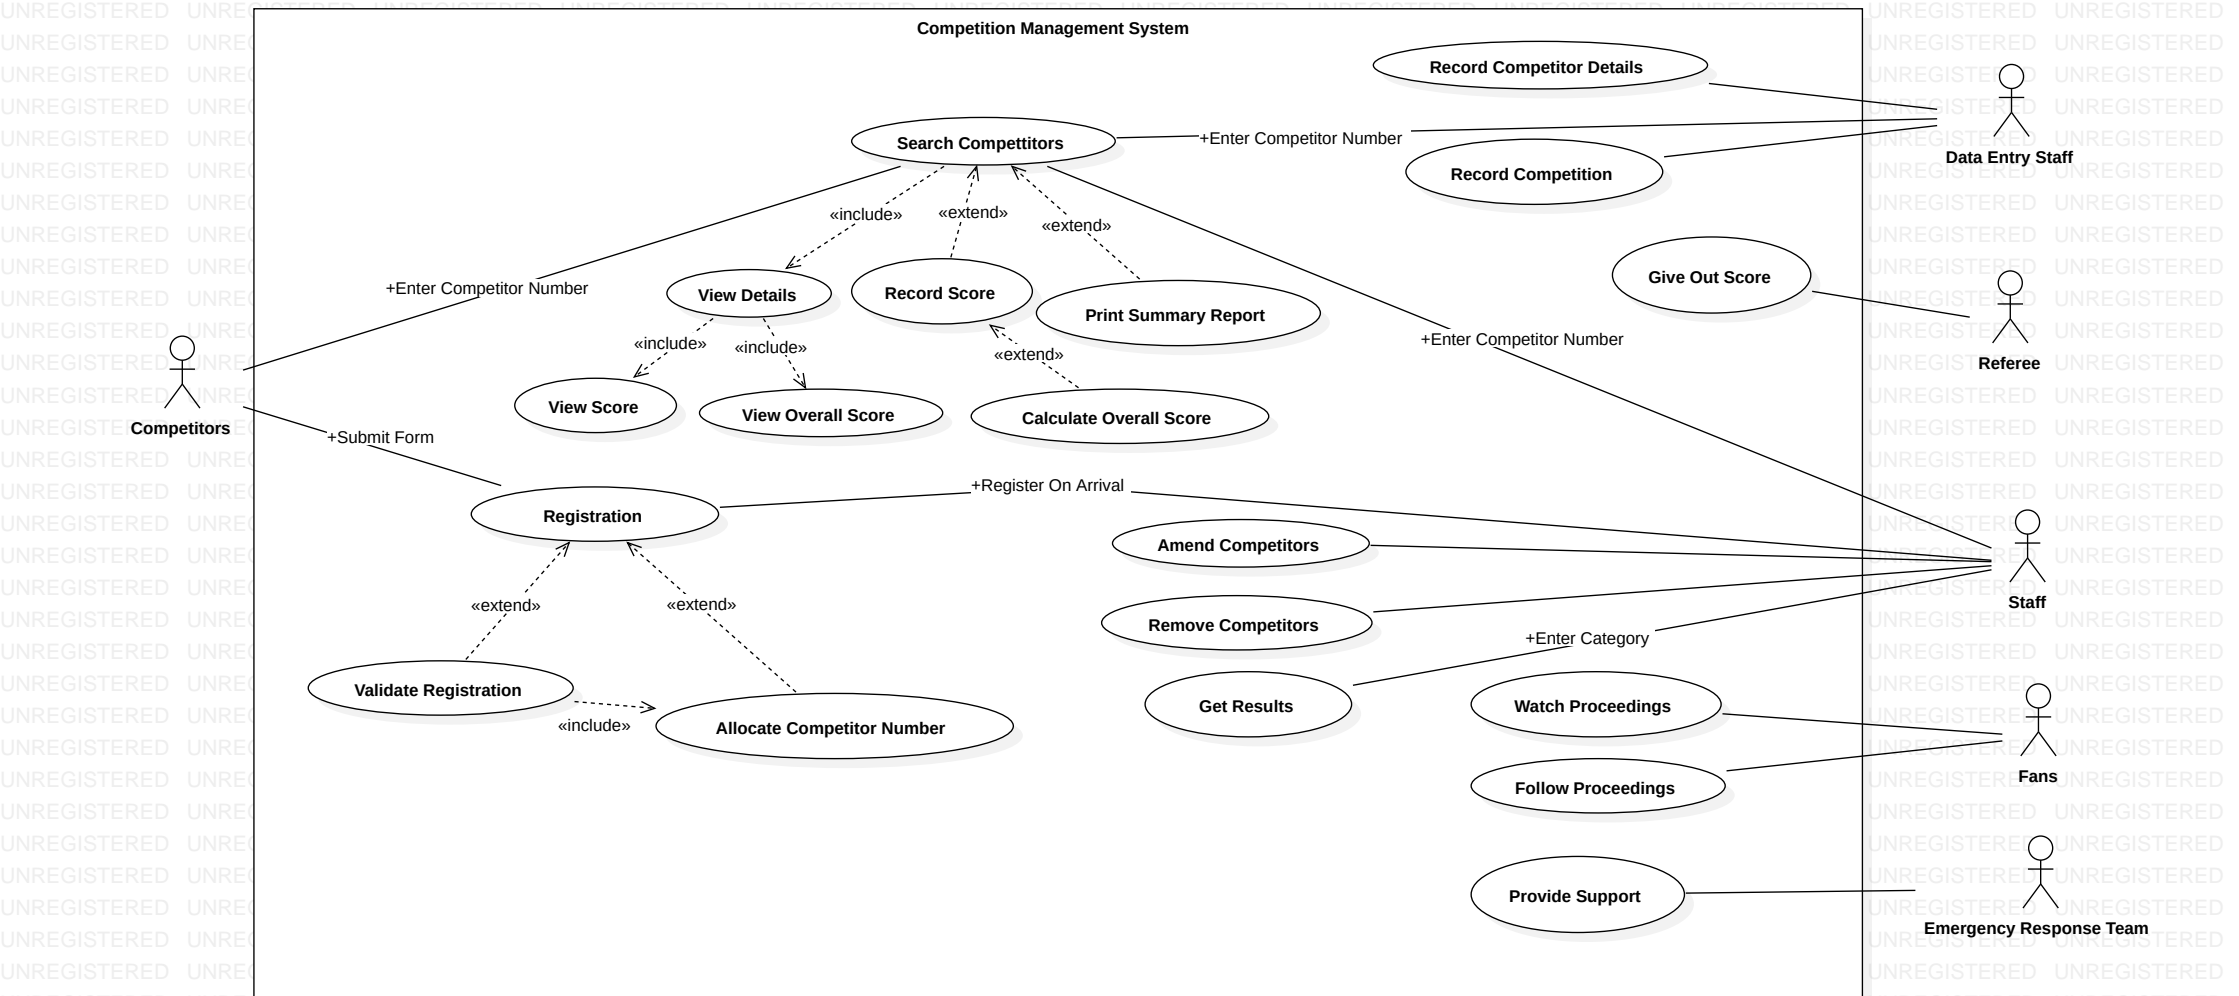 Competition Management System
Record Competitor Details
Search Compettitors
+Enter Competitor Number
Data Entry Staff
Record Competition
«include»
«extend»
«extend»
Give Out Score
+Enter Competitor Number
View Details
Record Score
Print Summary Report
+Enter Competitor Number
«include»
«include»
«extend»
Referee
View Score
View Overall Score
Calculate Overall Score
Competitors
+Submit Form
+Register On Arrival
Registration
Amend Competitors
«extend»
«extend»
Staff
Remove Competitors
+Enter Category
Validate Registration
«include»
Allocate Competitor Number
Get Results
Watch Proceedings
Fans
Follow Proceedings
Provide Support
Emergency Response Team
UNREGISTERED